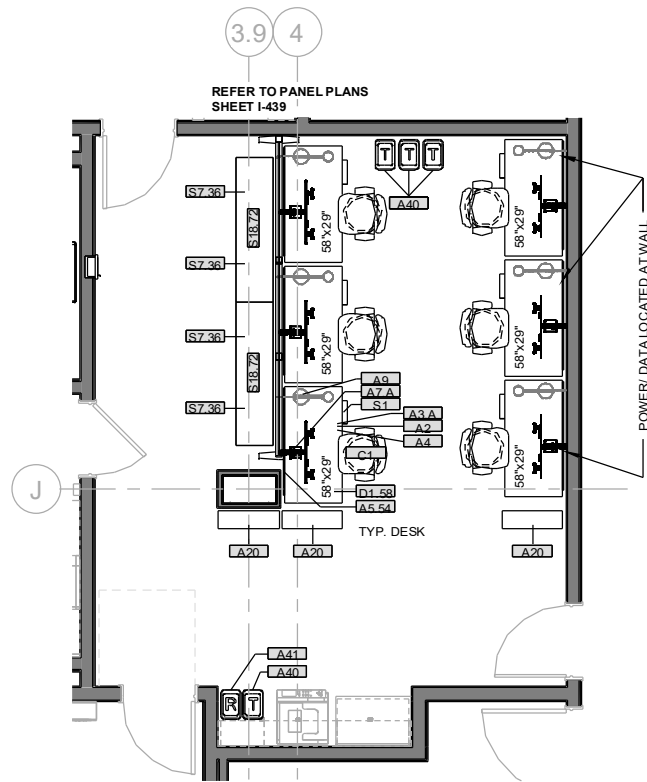 3.9
4
REFER TO PANEL PLANS
SHEET I-439
T T T
A40
S7.36
S18.72
S7.36
58"x29"
58"x29"
S7.36
S18.72
S7.36
58"x29"
58"x29"
POWER/ DATA LOCATED AT WALL
A9
A7.A
S1
A3.A
A2
A4
C1
58"x29"
58"x29"
D1.58
A5.54
J
TYP. DESK
A20
A20
A20
A41
A40
R T